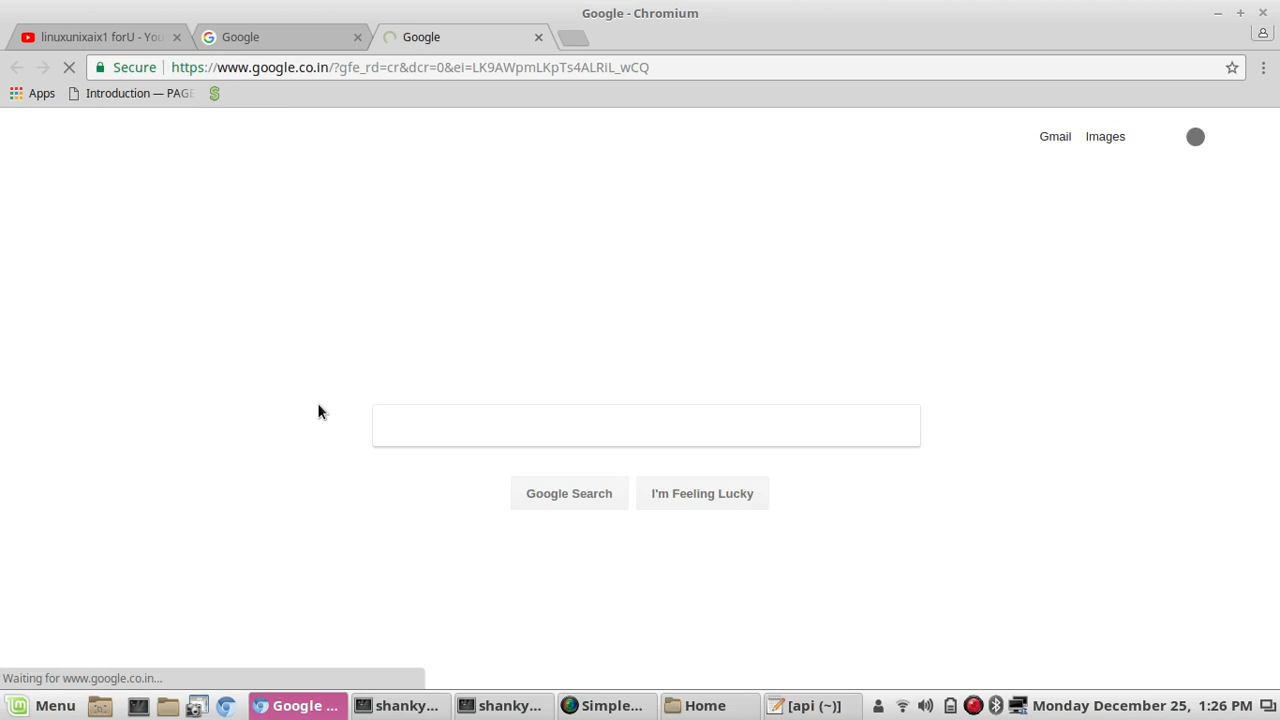 Google - Chromium
linuxunixaix1 forU - You
Google
Google
Secure
https://www.google.co.in/?gfe_rd=cr&dcr=0&ei=LK9AWpmLKpTs4ALRiL_wCQ
Apps
Introduction — PAGE
Gmail
Images
Google Search
I'm Feeling Lucky
Waiting for www.google.co.in...
Menu
Google ...
shanky...
shanky...
Simple...
Home
[api (~)]
Monday December 25, 1:26 PM